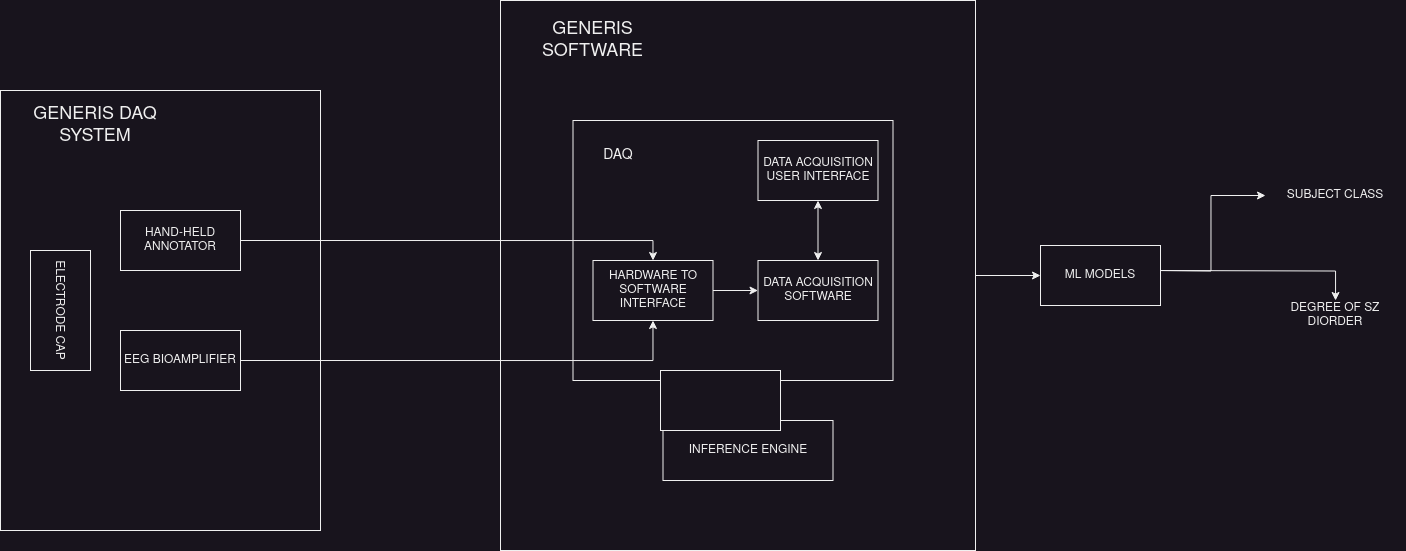 GENERIS
SOFTWARE
GENERIS DAQ
SYSTEM
DAQ
DATA ACQUISITION
USER INTERFACE
HAND-HELD
ANNOTATOR
ELECTRODE CAP
EEG BIOAMPLIFIER
HARDWARE TO
SOFTWARE
INTERFACE
DATA ACQUISITION
SOFTWARE
INFERENCE ENGINE
ML MODELS
SUBJECT CLASS
DEGREE OF SZ
DIORDER